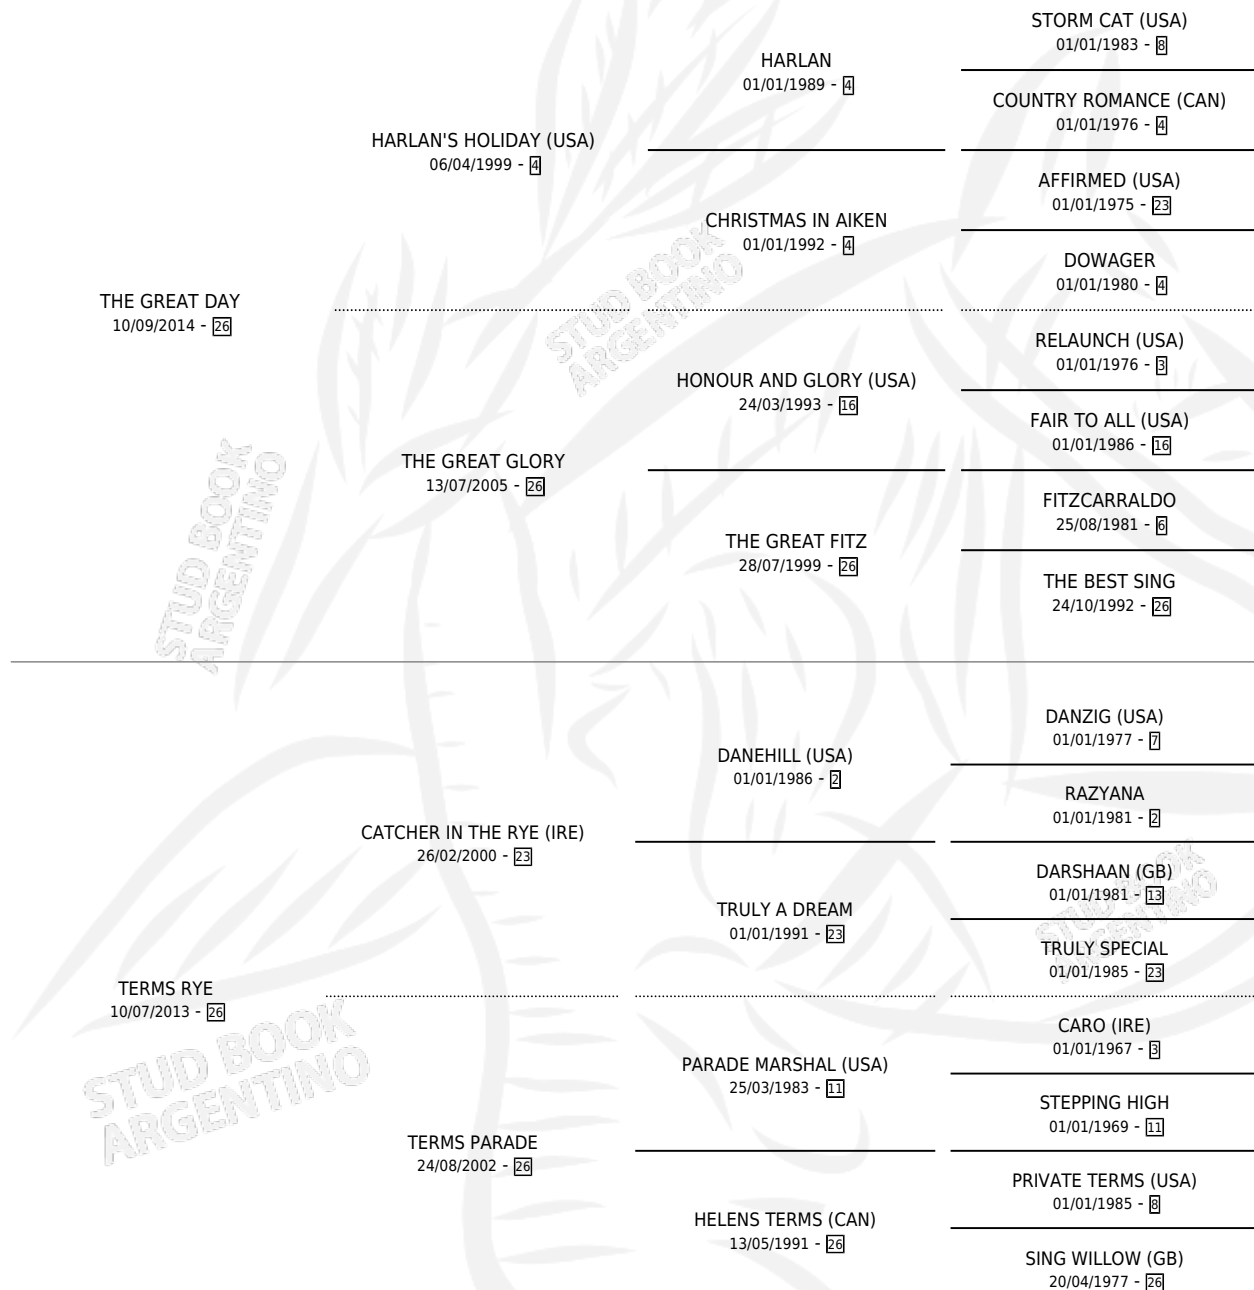 STORM CAT (USA)
01/01/1983 - 8
HARLAN
01/01/1989 - 4
COUNTRY ROMANCE (CAN)
01/01/1976 - 4
HARLAN'S HOLIDAY (USA)
06/04/1999 - 4
AFFIRMED (USA)
01/01/1975 - 23
CHRISTMAS IN AIKEN
01/01/1992 - 4
DOWAGER
01/01/1980 - 4
THE GREAT DAY
10/09/2014 - 26
RELAUNCH (USA)
01/01/1976 - 3
HONOUR AND GLORY (USA)
24/03/1993 - 16
FAIR TO ALL (USA)
01/01/1986 - 16
THE GREAT GLORY
13/07/2005 - 26
FITZCARRALDO
25/08/1981 - 6
THE GREAT FITZ
28/07/1999 - 26
THE BEST SING
24/10/1992 - 26
DANZIG (USA)
01/01/1977 - 7
DANEHILL (USA)
01/01/1986 - 2
RAZYANA
01/01/1981 - 2
CATCHER IN THE RYE (IRE)
26/02/2000 - 23
DARSHAAN (GB)
01/01/1981 - 13
TRULY A DREAM
01/01/1991 - 23
TRULY SPECIAL
01/01/1985 - 23
TERMS RYE
10/07/2013 - 26
CARO (IRE)
01/01/1967 - 3
PARADE MARSHAL (USA)
25/03/1983 - 11
STEPPING HIGH
01/01/1969 - 11
TERMS PARADE
24/08/2002 - 26
PRIVATE TERMS (USA)
01/01/1985 - 8
HELENS TERMS (CAN)
13/05/1991 - 26
SING WILLOW (GB)
20/04/1977 - 26
STUD BOOK
ARGENTINO
STUD BOOK
ARGENTINO
STUD BOOK
ARGENTINO
STUD BOOK
ARGENTINO